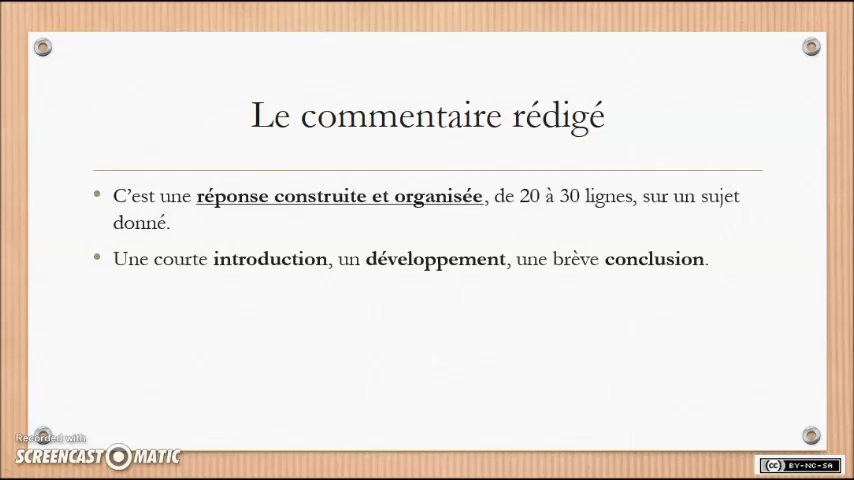 Le commentaire rédigé
• C’est une réponse construite et organisée, de 20 à 30 lignes, sur un sujet
donné.
• Une courte introduction, un développement, une brève conclusion.
Recorded with
SCREENCAST MATIC
cc BY-NC-SA